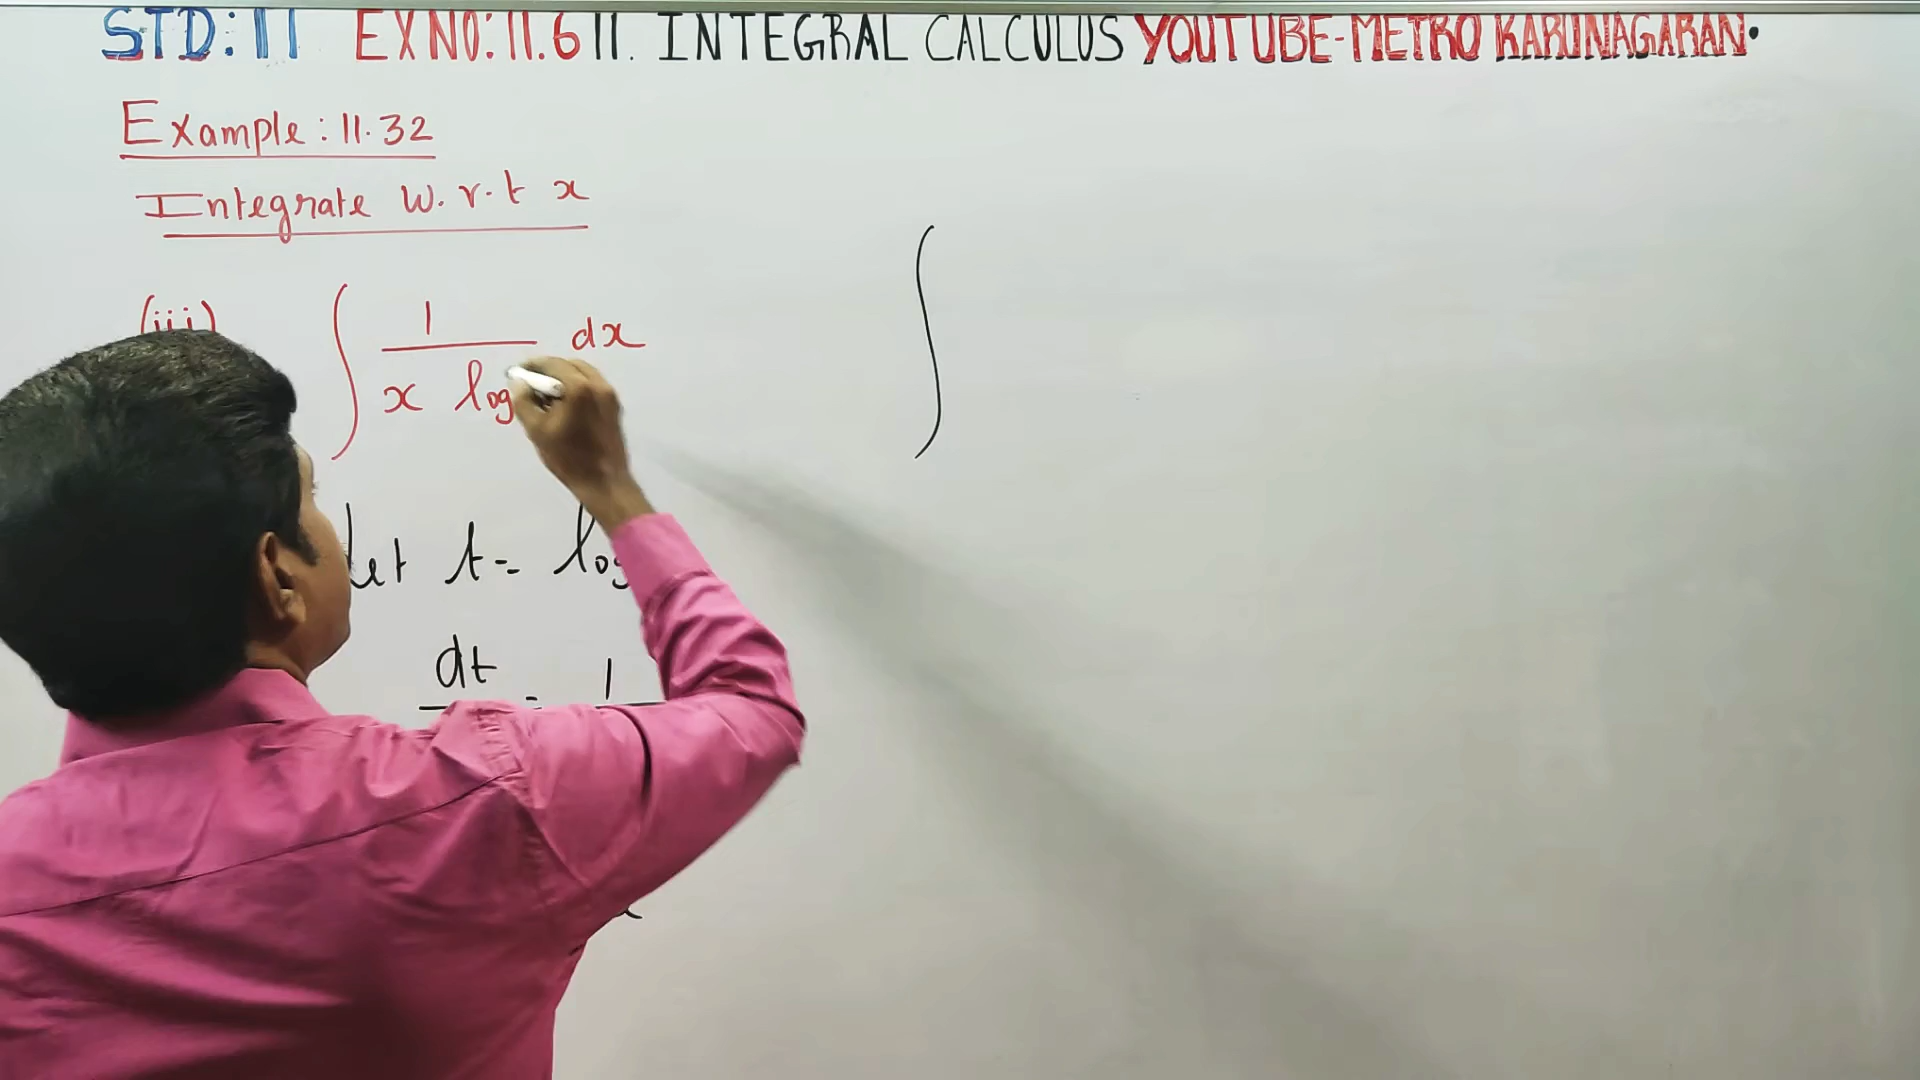 STD: 11 EX NO: 11.6 11. INTEGRAL CALCULUS YOUTUBE-METRO KARUNAGARAN.
Example: 11.32
Integrate w.r.t x
(iii) ∫ 1 / x log dx
let t = log
dt = 1
∫